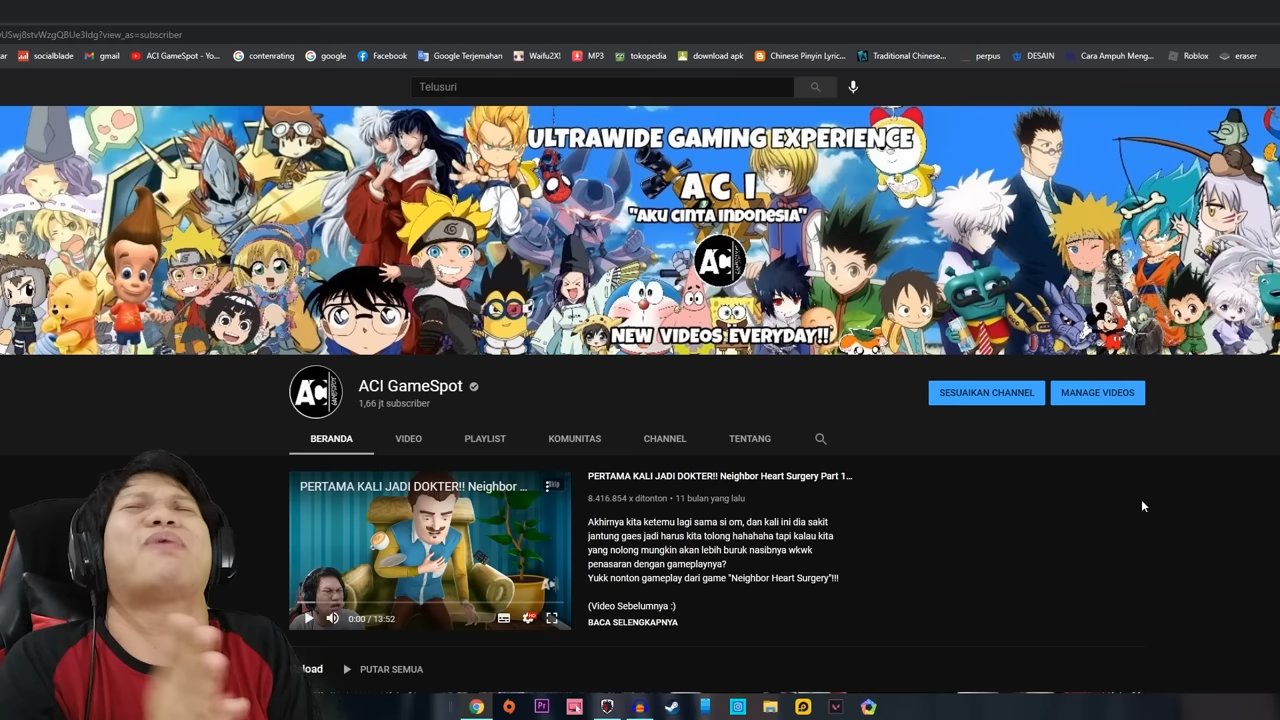 USwj8stvWzgQBUe3Idg?view_as=subscriber
ar socialblade gmail ACI GameSpot - Yo... contenrating google Facebook Google Terjemahan Waifu2X! MP3 tokopedia download apk Chinese Pinyin Lyric... Traditional Chinese... perpus DESAIN Cara Ampuh Meng... Roblox eraser
Telusuri
ULTRAWIDE GAMING EXPERIENCE
ACI
"AKU CINTA INDONESIA"
ACI
NEW VIDEOS EVERYDAY!!
ACI GameSpot
1,66 jt subscriber
SESUAIKAN CHANNEL MANAGE VIDEOS
BERANDA VIDEO PLAYLIST KOMUNITAS CHANNEL TENTANG
PERTAMA KALI JADI DOKTER!! Neighbor ...
0:00 / 13:52
PERTAMA KALI JADI DOKTER!! Neighbor Heart Surgery Part 1...
8.416.854 x ditonton • 11 bulan yang lalu
Akhirnya kita ketemu lagi sama si om, dan kali ini dia sakit
jantung gaes jadi harus kita tolong hahahaha tapi kalau kita
yang nolong mungkin akan lebih buruk nasibnya wkwk
penasaran dengan gameplaynya?
Yukk nonton gameplay dari game "Neighbor Heart Surgery"!!!
(Video Sebelumnya :)
BACA SELENGKAPNYA
load PUTAR SEMUA
Pr